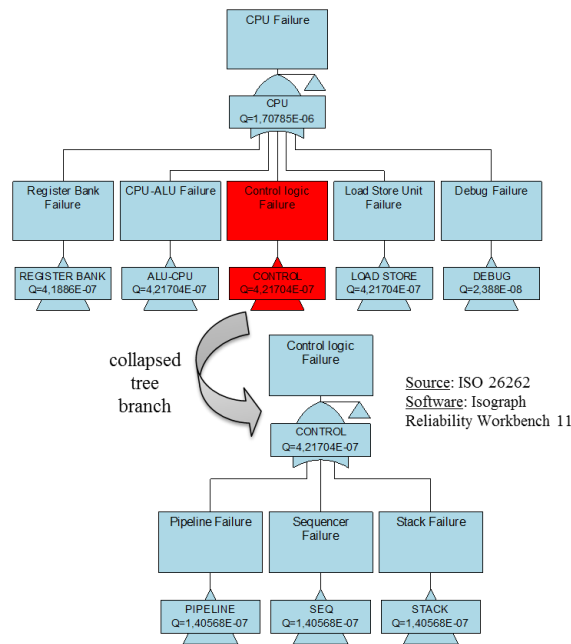 CPU Failure
CPU
Q=1,70785E-06
Register Bank
Failure
CPU-ALU Failure
Control logic
Failure
Load Store Unit
Failure
Debug Failure
REGISTER BANK
Q=4,1886E-07
ALU-CPU
Q=4,21704E-07
CONTROL
Q=4,21704E-07
LOAD STORE
Q=4,21704E-07
DEBUG
Q=2,388E-08
collapsed
tree
branch
Control logic
Failure
CONTROL
Q=4,21704E-07
Source: ISO 26262
Software: Isograph
Reliability Workbench 11
Pipeline Failure
Sequencer
Failure
Stack Failure
PIPELINE
Q=1,40568E-07
SEQ
Q=1,40568E-07
STACK
Q=1,40568E-07